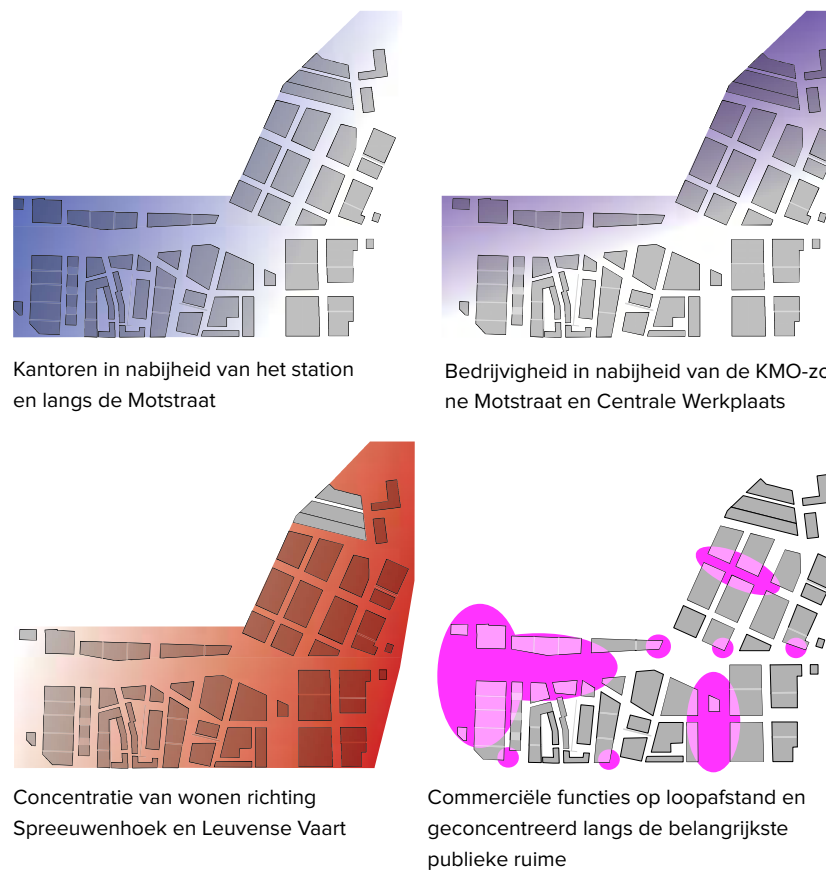 Kantoren in nabijheid van het station
en langs de Motstraat
Bedrijvigheid in nabijheid van de KMO-zo
ne Motstraat en Centrale Werkplaats
Concentratie van wonen richting
Spreeuwenhoek en Leuvense Vaart
Commerciële functies op loopafstand en
geconcentreerd langs de belangrijkste
publieke ruime